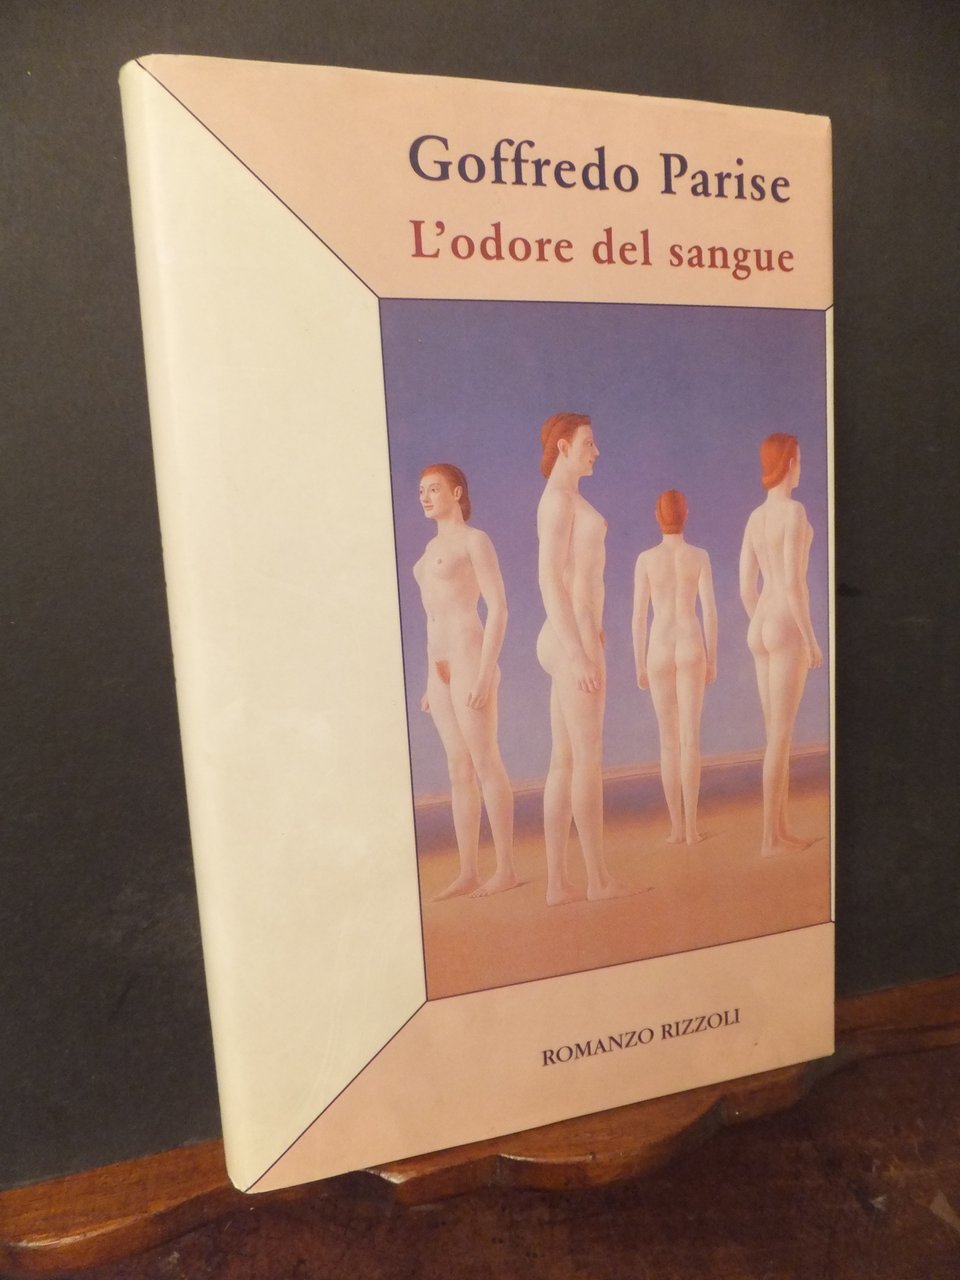 Goffredo Parise
L'odore del sangue
ROMANZO RIZZOLI